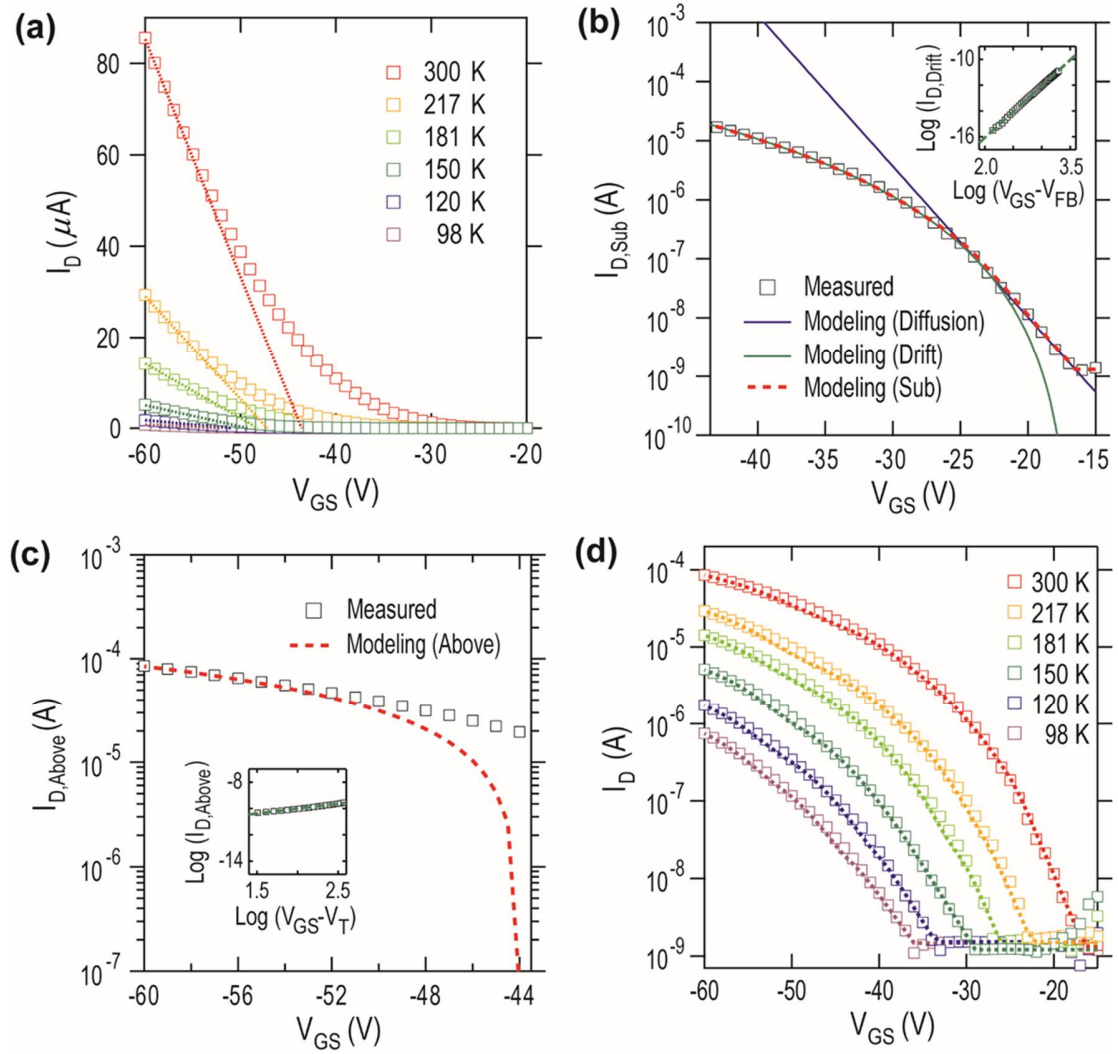 (a)
80
60
40
20
0
I_D (μA)
300 K
217 K
181 K
150 K
120 K
98 K
-60 -50 -40 -30 -20
V_GS (V)
(b)
10^-3
10^-4
10^-5
10^-6
10^-7
10^-8
10^-9
10^-10
I_D,Sub (A)
-10
-16
Log (I_D,Drift)
2.0 3.5
Log (V_GS-V_FB)
Measured
Modeling (Diffusion)
Modeling (Drift)
Modeling (Sub)
-40 -35 -30 -25 -20 -15
V_GS (V)
(c)
10^-3
10^-4
10^-5
10^-6
10^-7
I_D,Above (A)
Measured
Modeling (Above)
-8
-14
Log (I_D,Above)
1.5 2.0 2.5
Log (V_GS-V_T)
-60 -56 -52 -48 -44
V_GS (V)
(d)
10^-4
10^-5
10^-6
10^-7
10^-8
10^-9
I_D (A)
300 K
217 K
181 K
150 K
120 K
98 K
-60 -50 -40 -30 -20
V_GS (V)